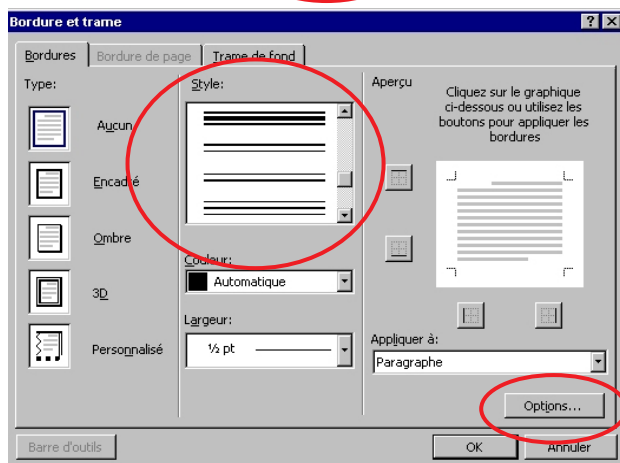 Bordure et trame
Bordures
Bordure de page
Trame de fond
Type:
Aucun
Encadré
Ombre
3D
Personnalisé
Style:
Couleur:
Automatique
Largeur:
½ pt
Aperçu
Cliquez sur le graphique
ci-dessous ou utilisez les
boutons pour appliquer les
bordures
Appliquer à:
Paragraphe
Options...
Barre d'outils
OK
Annuler